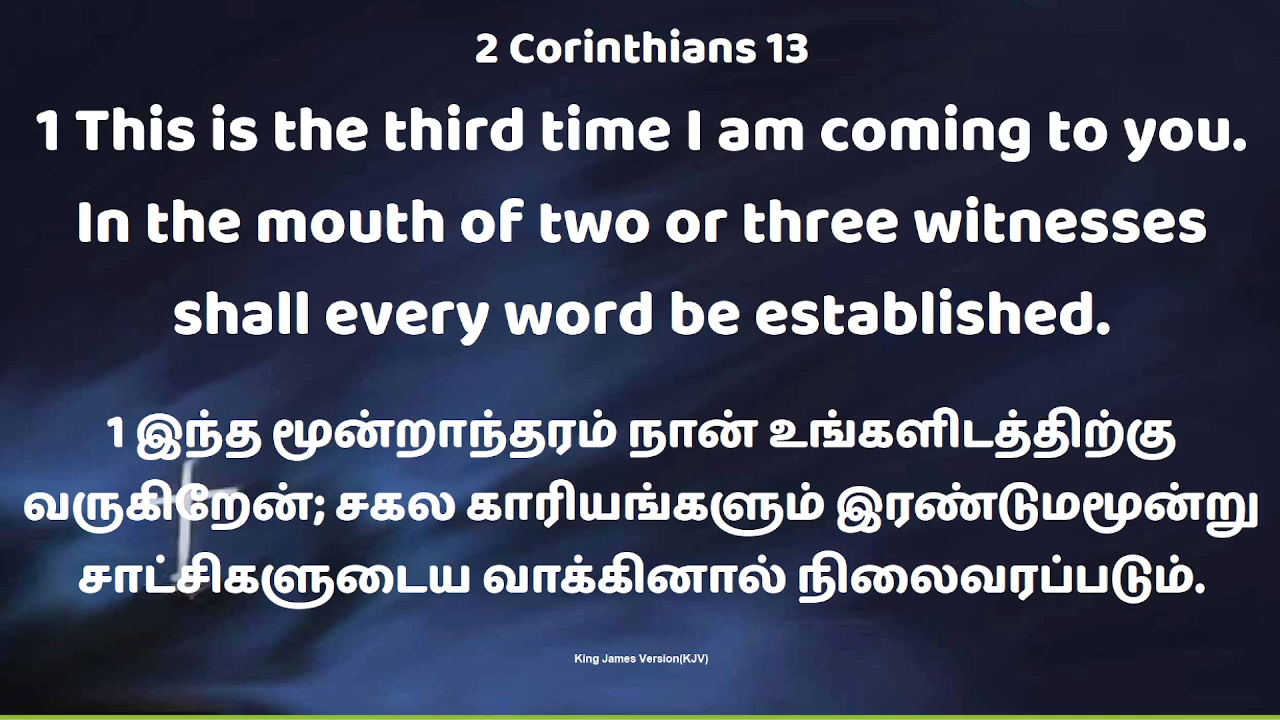 2 Corinthians 13
1 This is the third time I am coming to you.
In the mouth of two or three witnesses
shall every word be established.
1 இந்த மூன்றாந்தரம் நான் உங்களிடத்திற்கு
வருகிறேன்; சகல காரியங்களும் இரண்டுமமூன்று
சாட்சிகளுடைய வாக்கினால் நிலைவரப்படும்.
King James Version(KJV)